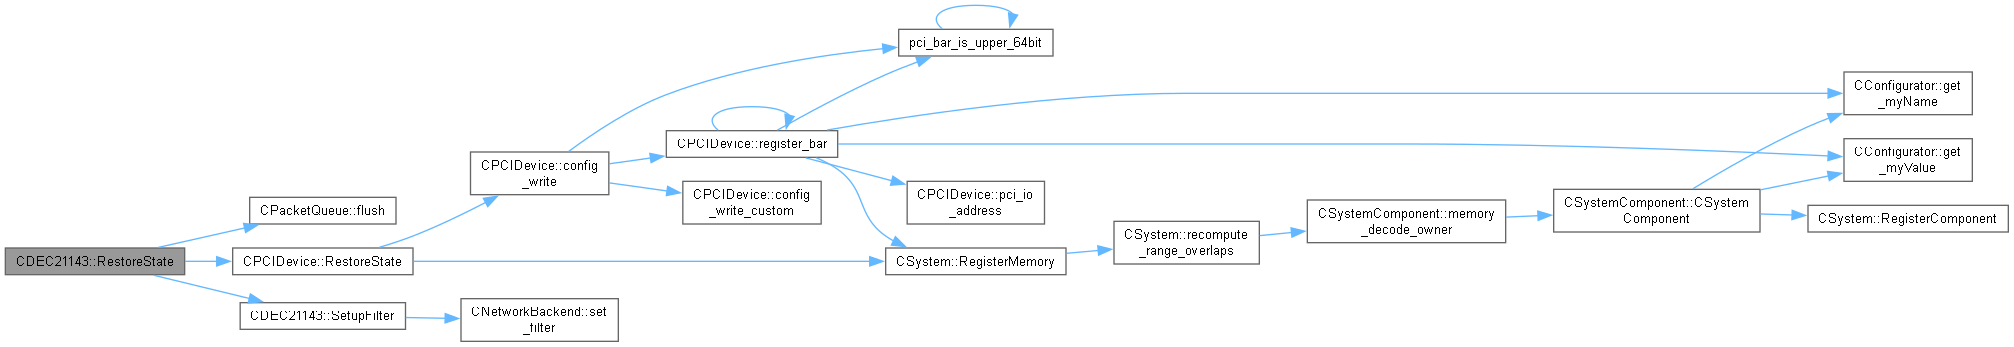 CDEC21143::RestoreState
CPacketQueue::flush
CPCIDevice::RestoreState
CDEC21143::SetupFilter
CPCIDevice::config
_write
CNetworkBackend::set
_filter
CPCIDevice::register_bar
CPCIDevice::config
_write_custom
pci_bar_is_upper_64bit
CPCIDevice::pci_io
_address
CSystem::RegisterMemory
CSystem::recompute
_range_overlaps
CSystemComponent::memory
_decode_owner
CSystemComponent::CSystem
Component
CConfigurator::get
_myName
CConfigurator::get
_myValue
CSystem::RegisterComponent